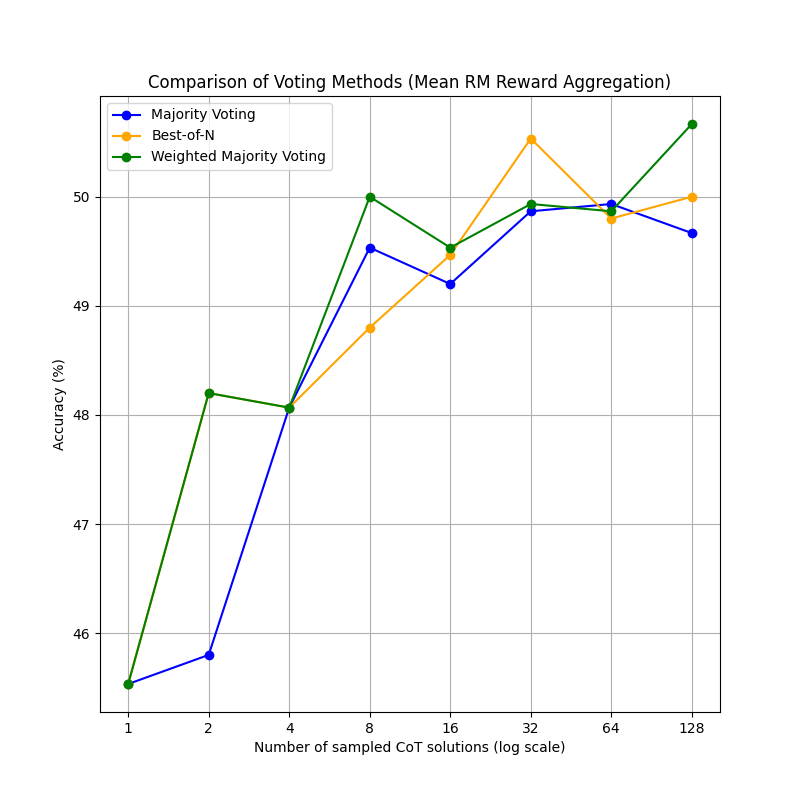 Comparison of Voting Methods (Mean RM Reward Aggregation)
Majority Voting
Best-of-N
Weighted Majority Voting
Accuracy (%)
50
49
48
47
46
1 2 4 8 16 32 64 128
Number of sampled CoT solutions (log scale)